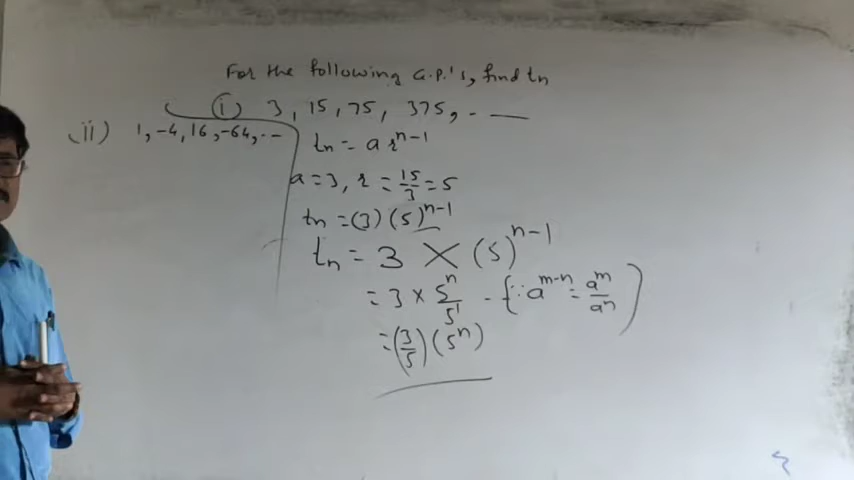 For the following G.P.'s, find tn
(i) 3, 15, 75, 375, . —
(ii) 1, -4, 16, -64, ...
tn = a r^n-1
a = 3, r = 15/3 = 5
tn = (3) (5)^n-1
tn = 3 × (5)^n-1
= 3 × 5^n/5^1 - {∵ a^m-n = a^m/a^n)
= (3/5) (5^n)